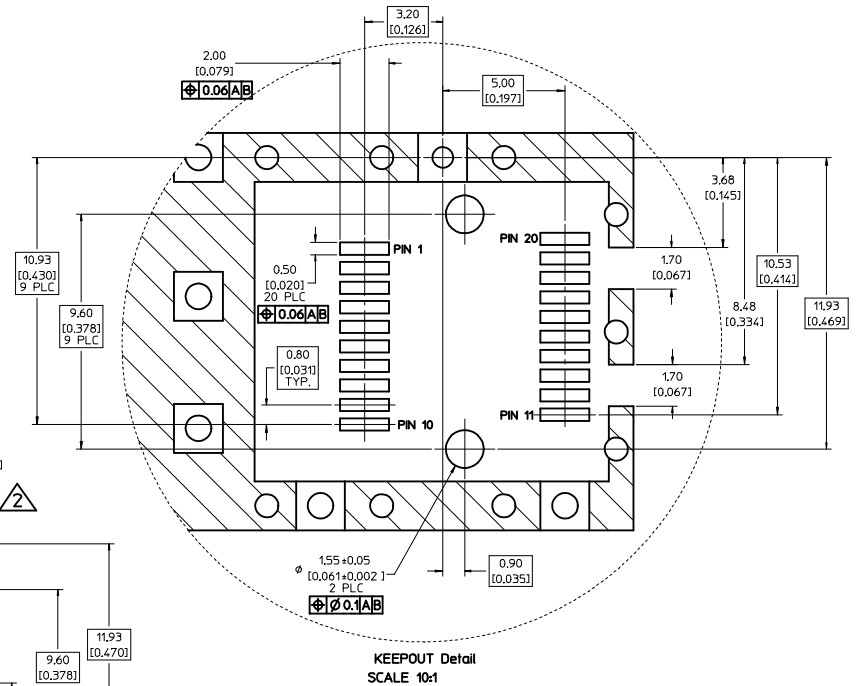 3.20
[0.126]
2.00
[0.079]
⌖ 0.06 A B
5.00
[0.197]
3.68
[0.145]
PIN 1
PIN 20
10.93
[0.430]
9 PLC
0.50
[0.020]
20 PLC
⌖ 0.06 A B
1.70
[0.067]
10.53
[0.414]
9.60
[0.378]
9 PLC
8.48
[0.334]
11.93
[0.469]
0.80
[0.031]
TYP.
1.70
[0.067]
PIN 10
PIN 11
]
2
⌀ 1.55±0.05
[0.061±0.002 ]
2 PLC
⌖ ⌀ 0.1 A B
0.90
[0.035]
11.93
[0.470]
9.60
[0.378]
KEEPOUT Detail
SCALE 10:1